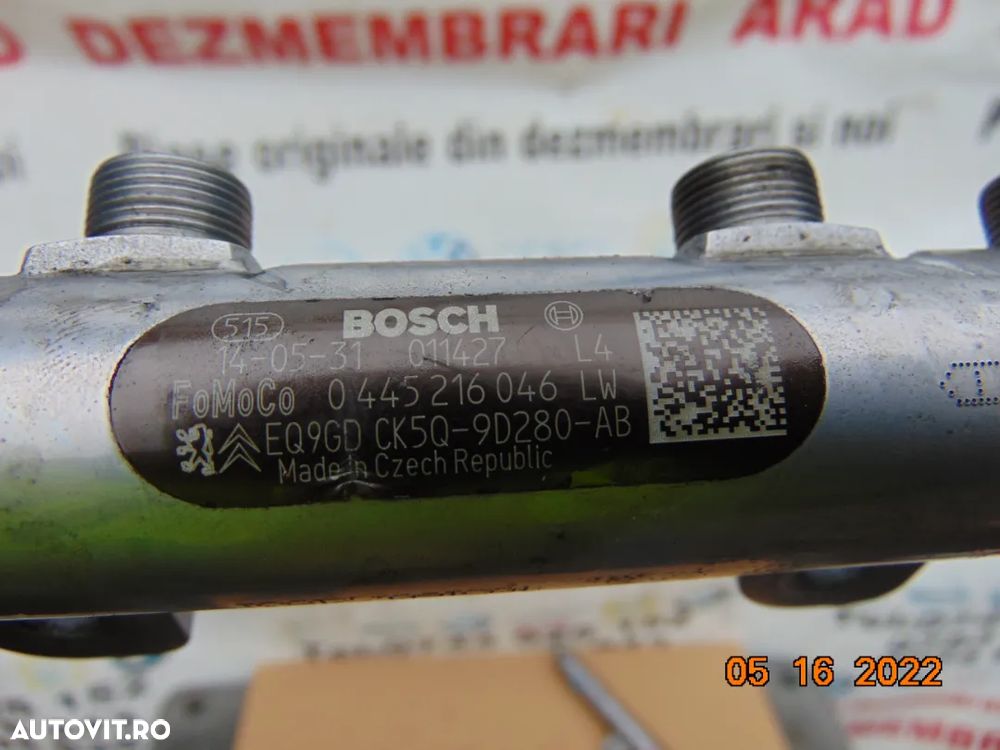 D DEZMEMBRARI ARAD
Piese originale din dezmembrari si noi
515 BOSCH
14-05-31 011427 L4
FoMoCo 0 445 216 046 LW
EQ9GD CK5Q-9D280-AB
Made in Czech Republic
05 16 2022
AUTOVIT.RO